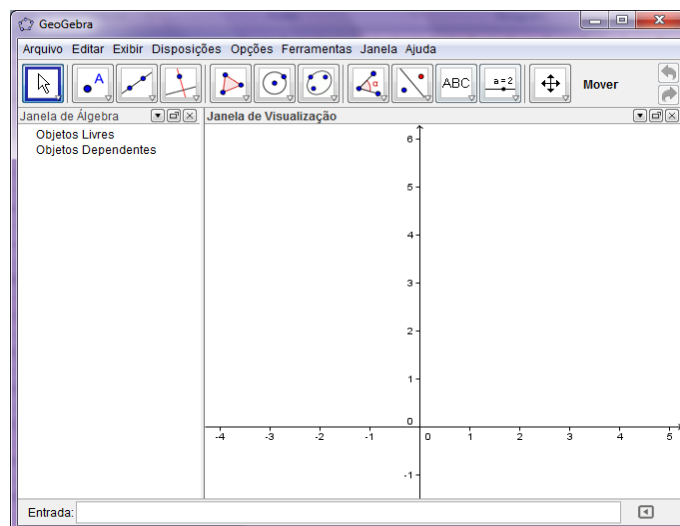 GeoGebra
Arquivo Editar Exibir Disposições Opções Ferramentas Janela Ajuda
A α ABC a = 2 Mover
Janela de Álgebra
Janela de Visualização
Objetos Livres
Objetos Dependentes
6
5
4
3
2
1
0
-4 -3 -2 -1 0 1 2 3 4 5
-1
Entrada: